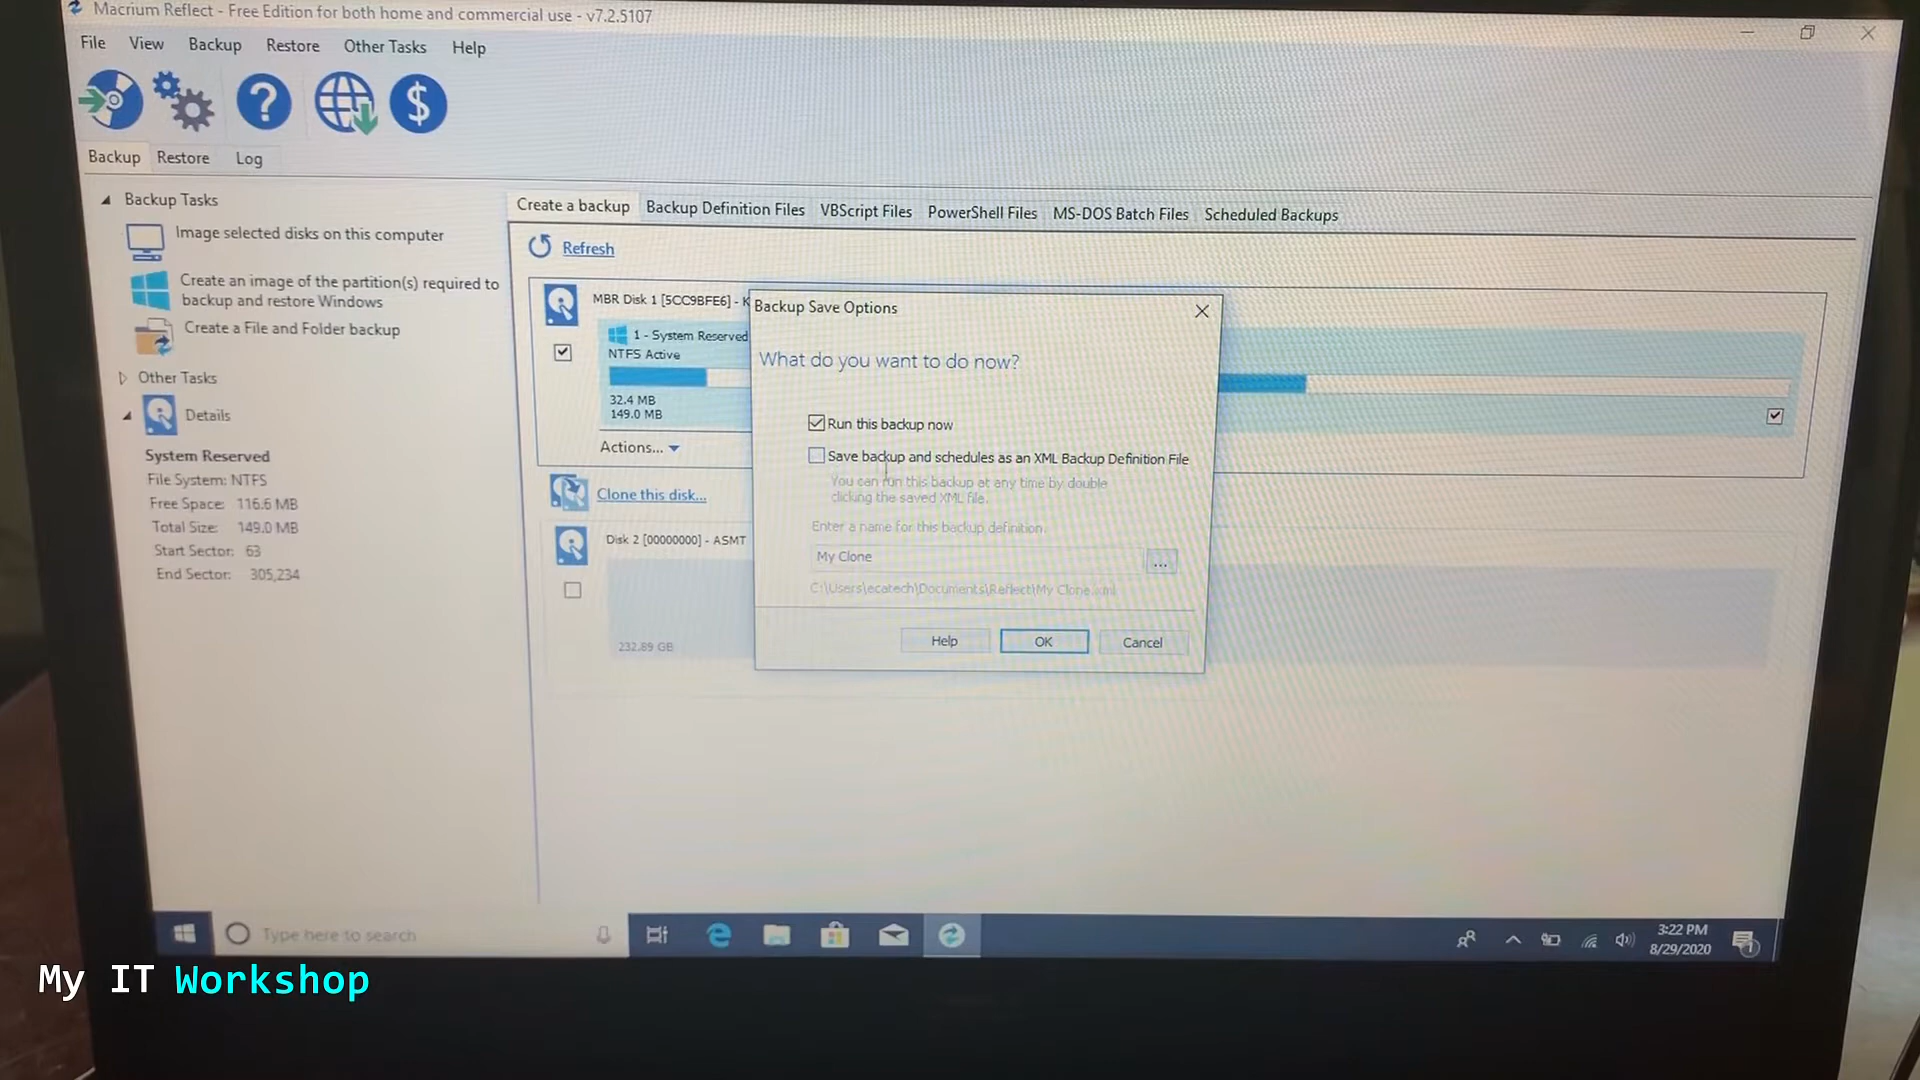 Macrium Reflect - Free Edition for both home and commercial use - v7.2.5107
File View Backup Restore Other Tasks Help
Backup Restore Log
Backup Tasks
Image selected disks on this computer
Create an image of the partition(s) required to
backup and restore Windows
Create a File and Folder backup
Other Tasks
Details
System Reserved
File System: NTFS
Free Space: 116.6 MB
Total Size: 149.0 MB
Start Sector: 63
End Sector: 305,234
Create a backup Backup Definition Files VBScript Files PowerShell Files MS-DOS Batch Files Scheduled Backups
Refresh
MBR Disk 1 [5CC9BFE6] - K
1 - System Reserved
NTFS Active
32.4 MB
149.0 MB
Actions...
Clone this disk...
Disk 2 [00000000] - ASMT
232.89 GB
Backup Save Options
What do you want to do now?
Run this backup now
Save backup and schedules as an XML Backup Definition File
You can run this backup at any time by double
clicking the saved XML file.
Enter a name for this backup definition
My Clone
...
C:\Users\ecatech\Documents\Reflect\My Clone.xml
Help OK Cancel
Type here to search
3:22 PM
8/29/2020
1
My IT Workshop